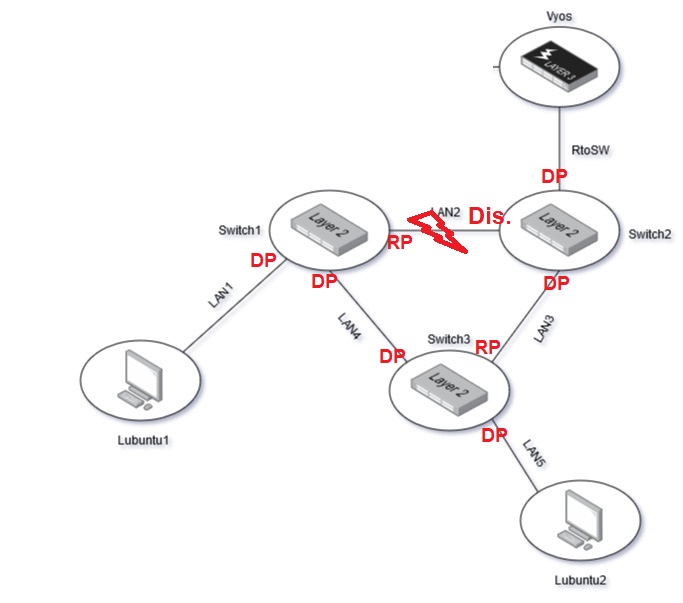 Vyos
LAYER 3
RtoSW
DP
Switch1
Layer 2
LAN2
Dis.
Layer 2
Switch2
RP
DP
DP
DP
LAN1
LAN4
Switch3
RP
LAN3
DP
Layer 2
DP
LAN5
Lubuntu1
Lubuntu2